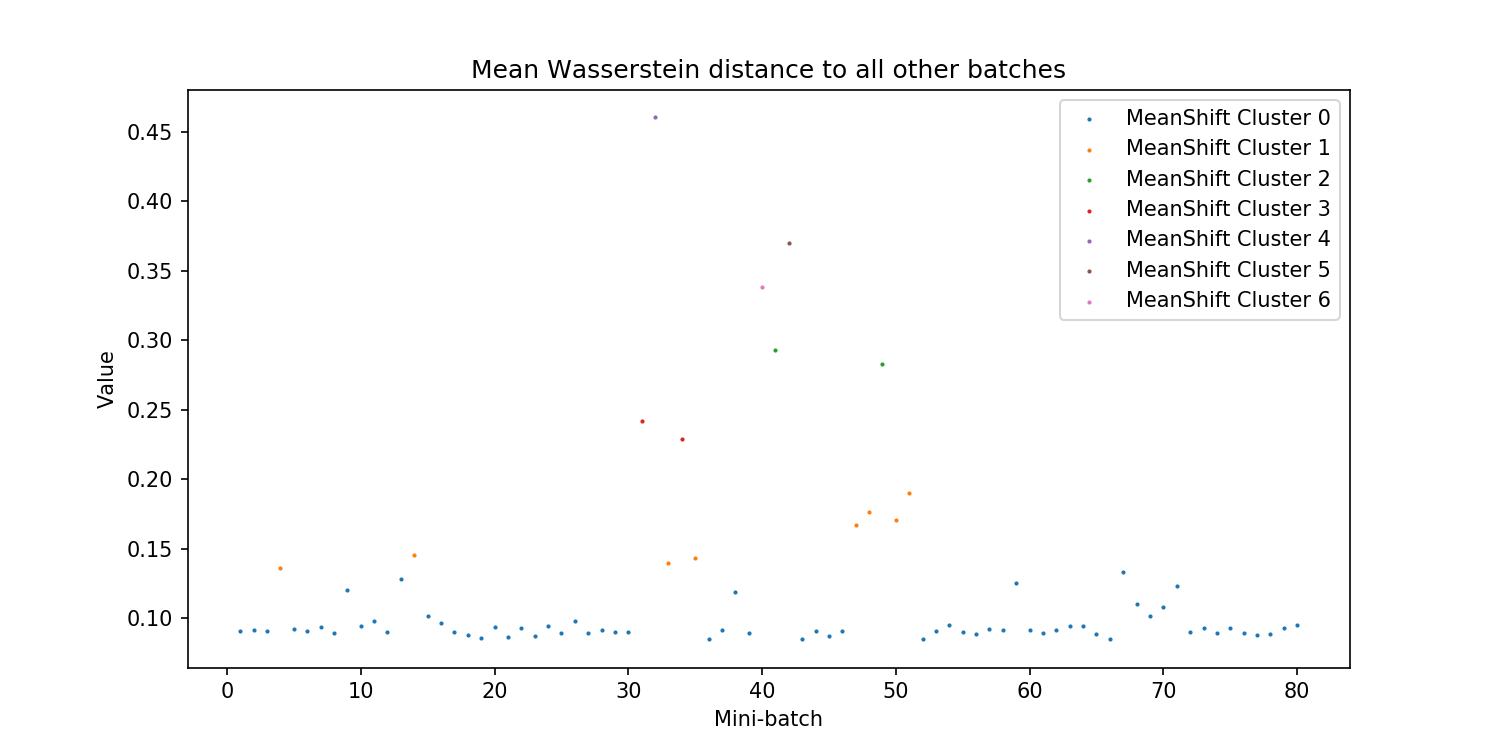 Mean Wasserstein distance to all other batches
MeanShift Cluster 0
MeanShift Cluster 1
MeanShift Cluster 2
MeanShift Cluster 3
MeanShift Cluster 4
MeanShift Cluster 5
MeanShift Cluster 6
Value
0.45
0.40
0.35
0.30
0.25
0.20
0.15
0.10
0 10 20 30 40 50 60 70 80
Mini-batch